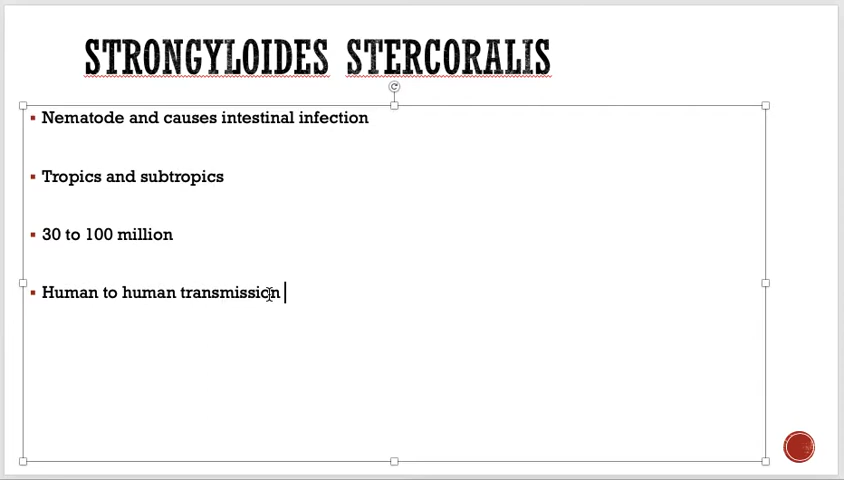 STRONGYLOIDES STERCORALIS
Nematode and causes intestinal infection
Tropics and subtropics
30 to 100 million
Human to human transmission